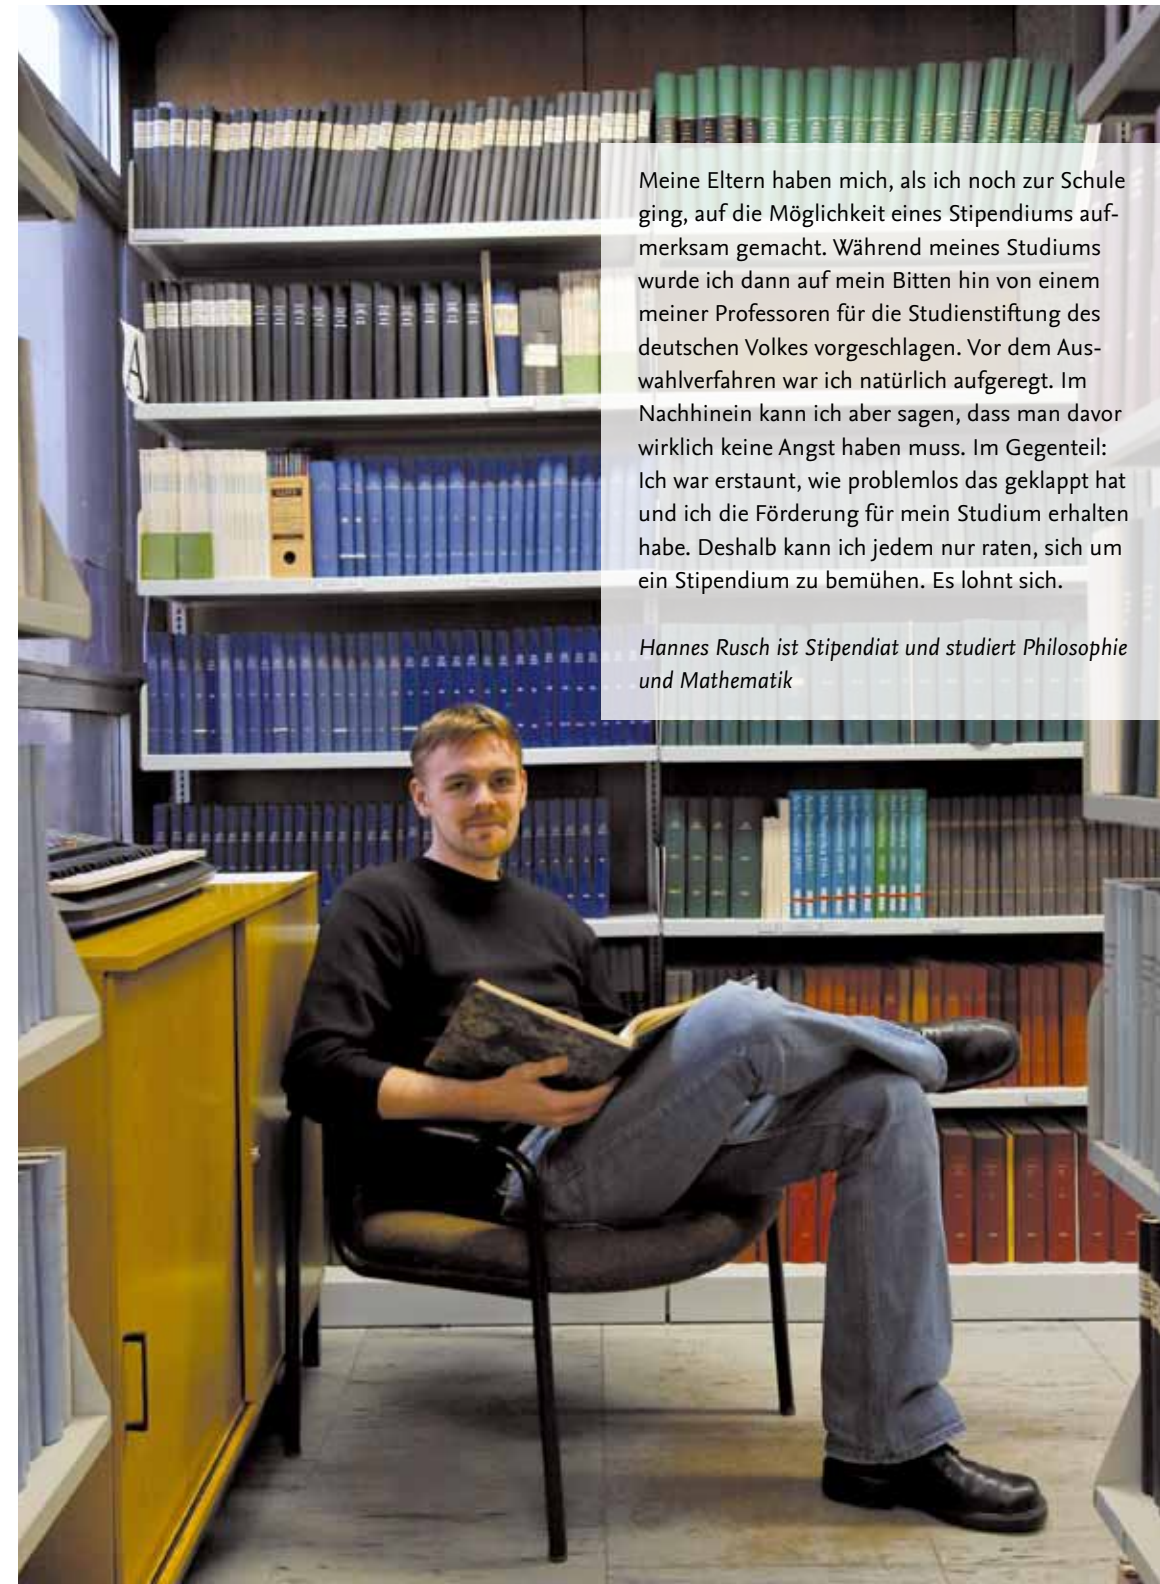 Meine Eltern haben mich, als ich noch zur Schule
ging, auf die Möglichkeit eines Stipendiums auf-
merksam gemacht. Während meines Studiums
wurde ich dann auf mein Bitten hin von einem
meiner Professoren für die Studienstiftung des
deutschen Volkes vorgeschlagen. Vor dem Aus-
wahlverfahren war ich natürlich aufgeregt. Im
Nachhinein kann ich aber sagen, dass man davor
wirklich keine Angst haben muss. Im Gegenteil:
Ich war erstaunt, wie problemlos das geklappt hat
und ich die Förderung für mein Studium erhalten
habe. Deshalb kann ich jedem nur raten, sich um
ein Stipendium zu bemühen. Es lohnt sich.
Hannes Rusch ist Stipendiat und studiert Philosophie
und Mathematik
A